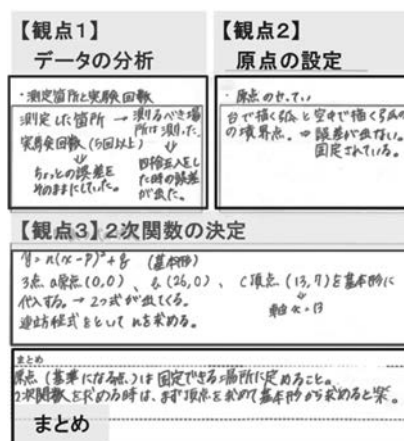 【観点1】
データの分析
・測定箇所と実験回数
測定した箇所 → 測るべき場
所は測った。
実験回数(5回以上)
ちょっとの誤差を
そのままにしていた。
四捨五入をし
た時の誤差
が出た。
【観点2】
原点の設定
・原点のせってい
台で描く弧と空中で描く弧の
の境界点。⇒誤差が出ない。
固定されている。
【観点3】2次関数の決定
y=a(x-p)²+q (基本形)
3点、a原点(0,0)、b(26,0)、C頂点(13,9)を基本形に
代入する。→ 2つ式が出てくる。
軸x=13
連立方程式をといてaを求める。
まとめ
原点(基準になる点)は固定できる場所に定めること。
2次関数を求める時は、まず頂点を求めて基本形から求めると楽。
まとめ